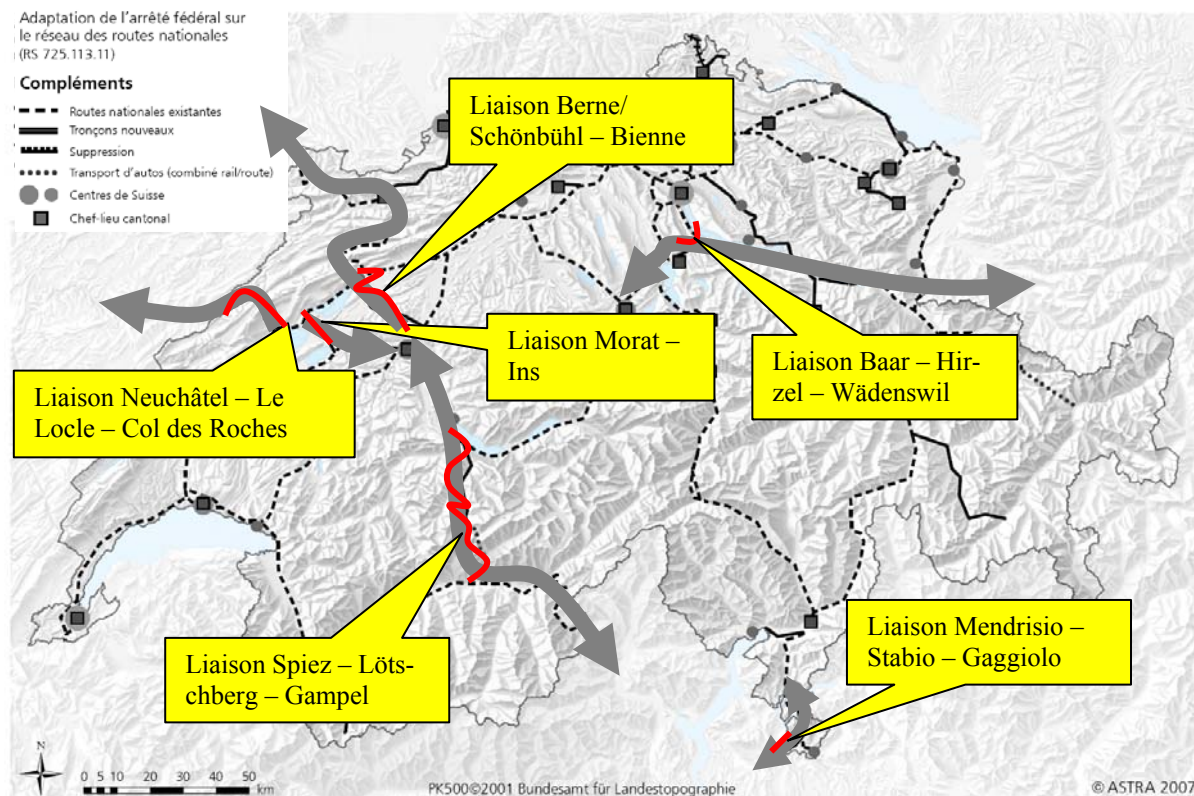 Adaptation de l'arrêté fédéral sur
le réseau des routes nationales
(RS 725.113.11)
Compléments
Routes nationales existantes
Tronçons nouveaux
Suppression
Transport d'autos (combiné rail/route)
Centres de Suisse
Chef-lieu cantonal
Liaison Berne/
Schönbühl – Bienne
Liaison Morat –
Ins
Liaison Baar – Hir-
zel – Wädenswil
Liaison Neuchâtel – Le
Locle – Col des Roches
Liaison Spiez – Löts-
chberg – Gampel
Liaison Mendrisio –
Stabio – Gaggiolo
N
0 5 10 20 30 40 50
km
PK500©2001 Bundesamt für Landestopographie
© ASTRA 2007